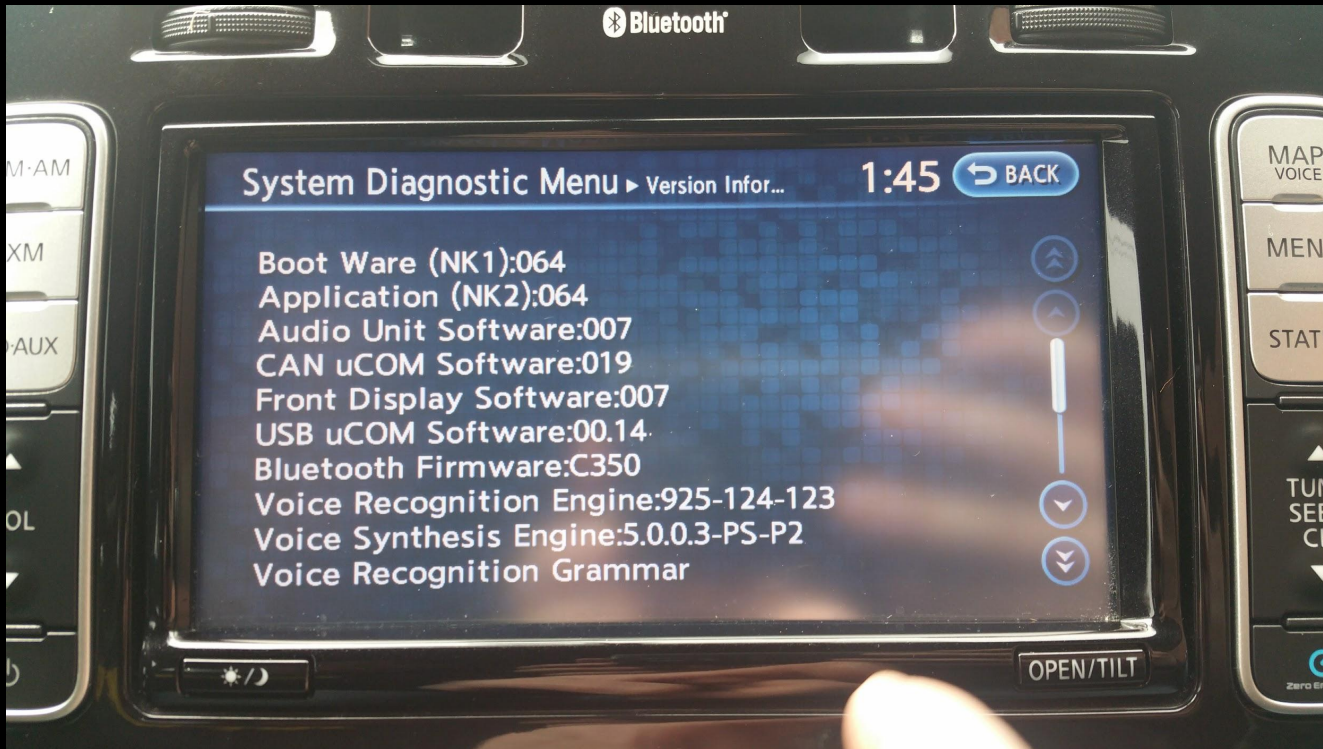 Bluetooth
M·AM
XM
·AUX
OL
System Diagnostic Menu ▸ Version Infor...
1:45
BACK
Boot Ware (NK1):064
Application (NK2):064
Audio Unit Software:007
CAN uCOM Software:019
Front Display Software:007
USB uCOM Software:00.14
Bluetooth Firmware:C350
Voice Recognition Engine:925-124-123
Voice Synthesis Engine:5.0.0.3-PS-P2
Voice Recognition Grammar
OPEN/TILT
MAP
VOICE
MEN
STAT
TUN
SEE
C
Zero E